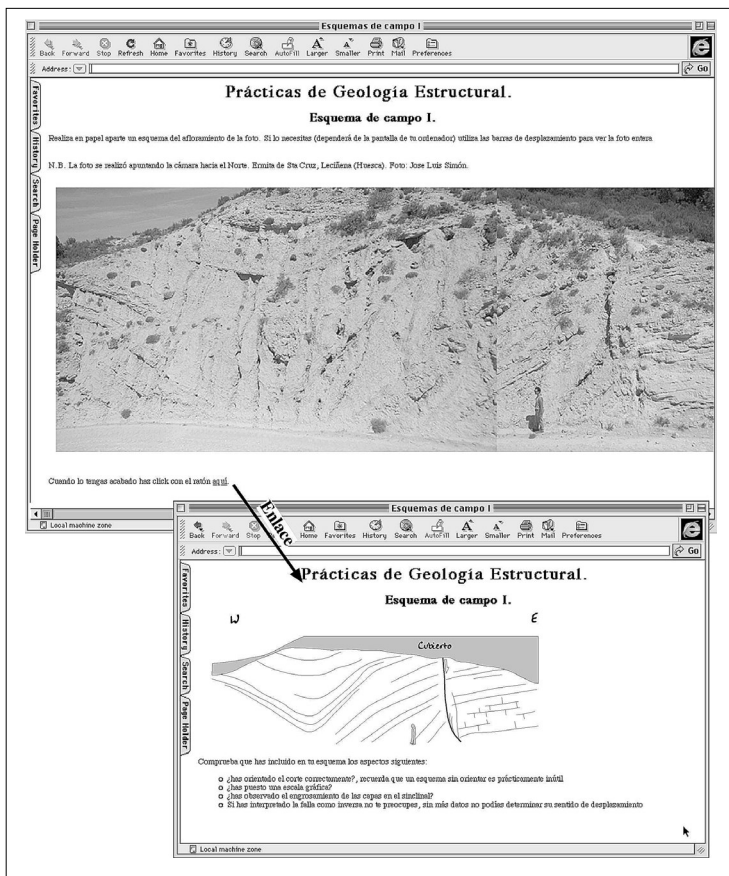 Esquemas de campo I
Back Forward Stop Refresh Home Favorites History Search AutoFill Larger Smaller Print Mail Preferences
Address: Go
Favorites
History
Search
Page Holder
Prácticas de Geología Estructural.
Esquema de campo I.
Realiza en papel aparte un esquema del afloramiento de la foto. Si lo necesitas (dependerá de la pantalla de tu ordenador) utiliza las barras de desplazamiento para ver la foto entera
N.B. La foto se realizó apuntando la cámara hacia el Norte. Ermita de Sta Cruz, Leciñena (Huesca). Foto: Jose Luis Simón.
Cuando lo tengas acabado haz click con el ratón aquí.
Local machine zone
Enlace
Esquemas de campo I
Back Forward Stop Home Favorites History Search AutoFill Larger Smaller Print Mail Preferences
Address: Go
Favorites
History
Search
Page Holder
Prácticas de Geología Estructural.
Esquema de campo I.
W E
Cubierto
Comprueba que has incluido en tu esquema los aspectos siguientes:
¿has orientado el corte correctamente?, recuerda que un esquema sin orientar es prácticamente inútil
¿has puesto una escala gráfica?
¿has observado el engrosamiento de las capas en el sinclinal?
Si has interpretado la falla como inversa no te preocupes, sin más datos no podías determinar su sentido de desplazamiento
Local machine zone